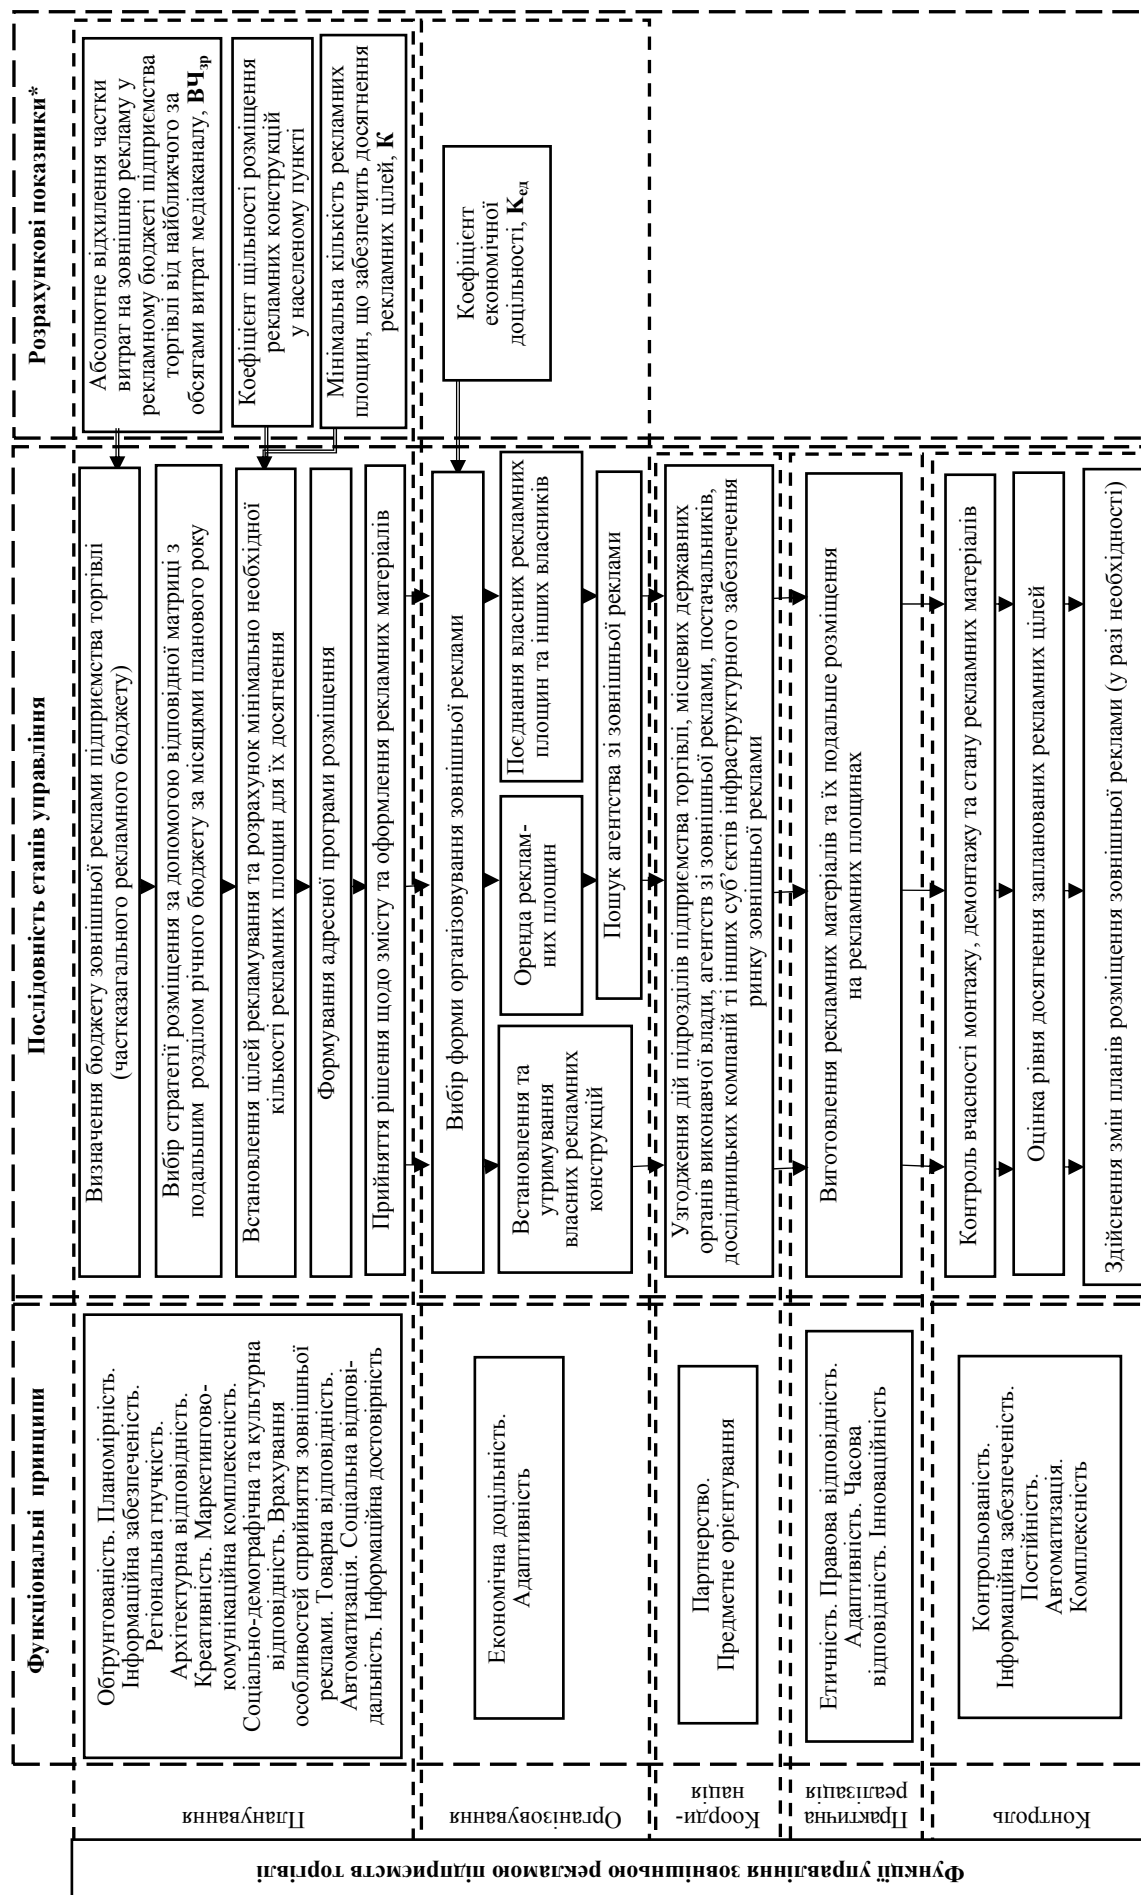 Функції управління зовнішньою рекламою підприємств торгівлі
Функціональні принципи
Послідовність етапів управління
Розрахункові показники*
Планування
Обґрунтованість. Планомірність.
Інформаційна забезпеченість.
Регіональна гнучкість.
Архітектурна відповідність.
Креативність. Маркетингово-
комунікаційна комплексність.
Соціально-демографічна та культурна
відповідність. Врахування
особливостей сприйняття зовнішньої
реклами. Товарна відповідність.
Автоматизація. Соціальна відпові-
дальність. Інформаційна достовірність
Визначення бюджету зовнішньої реклами підприємства торгівлі
(частказагального рекламного бюджету)
Вибір стратегії розміщення за допомогою відповідної матриці з
подальшим розділом річного бюджету за місяцями планового року
Встановлення цілей рекламування та розрахунок мінімально необхідної
кількості рекламних площин для їх досягнення
Формування адресної програми розміщення
Прийняття рішення щодо змісту та оформлення рекламних матеріалів
Абсолютне відхилення частки
витрат на зовнішню рекламу у
рекламному бюджеті підприємства
торгівлі від найближчого за
обсягами витрат медіаканалу, ВЧзр
Коефіцієнт щільності розміщення
рекламних конструкцій
у населеному пункті
Мінімальна кількість рекламних
площин, що забезпечить досягнення
рекламних цілей, К
Організовування
Економічна доцільність.
Адаптивність
Вибір форми організовування зовнішньої реклами
Встановлення та
утримування
власних рекламних
конструкцій
Оренда реклам-
них площин
Поєднання власних рекламних
площин та інших власників
Пошук агентства зі зовнішньої реклами
Коефіцієнт
економічної
доцільності, Кед
Коорди-
нація
Партнерство.
Предметне орієнтування
Узгодження дій підрозділів підприємства торгівлі, місцевих державних
органів виконавчої влади, агентств зі зовнішньої реклами, постачальників,
дослідницьких компаній ті інших суб’єктів інфраструктурного забезпечення
ринку зовнішньої реклами
Практична
реалізація
Етичність. Правова відповідність.
Адаптивність. Часова
відповідність. Інноваційність
Виготовлення рекламних матеріалів та їх подальше розміщення
на рекламних площинах
Контроль
Контрольованість.
Інформаційна забезпеченість.
Постійність.
Автоматизація.
Комплексність
Контроль вчасності монтажу, демонтажу та стану рекламних матеріалів
Оцінка рівня досягнення запланованих рекламних цілей
Здійснення змін планів розміщення зовнішньої реклами (у разі необхідності)